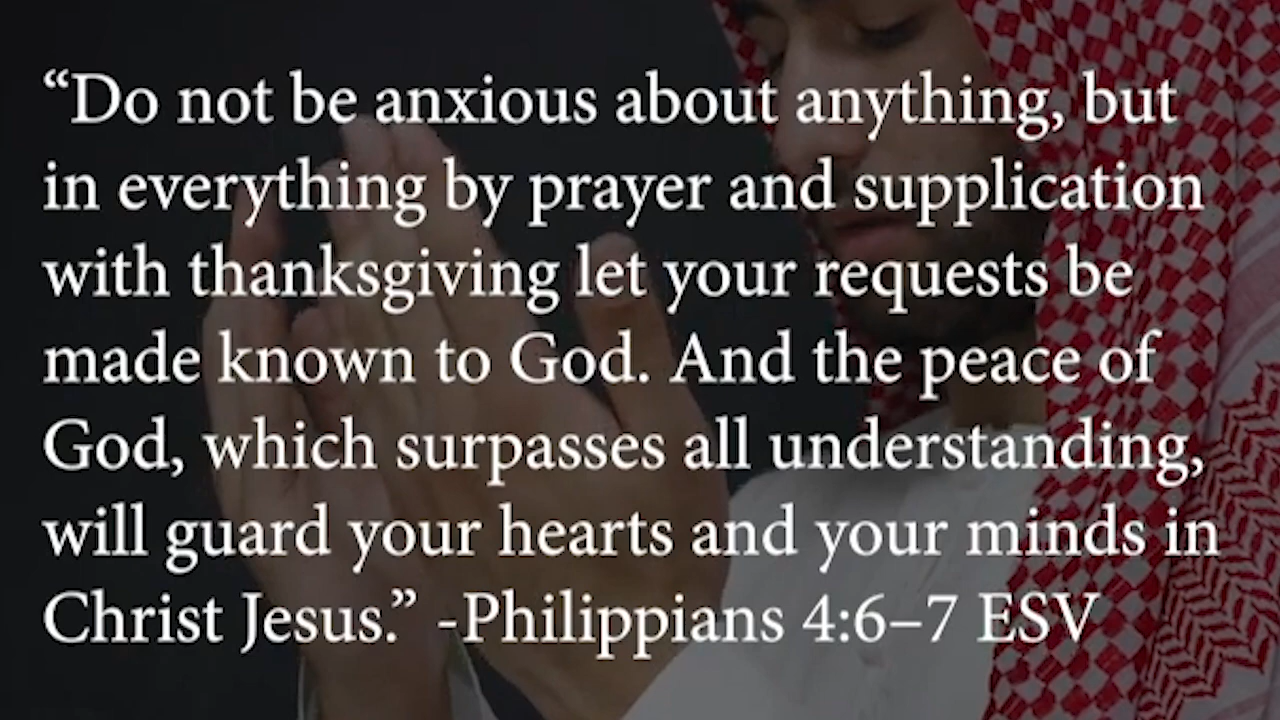 “Do not be anxious about anything, but
in everything by prayer and supplication
with thanksgiving let your requests be
made known to God. And the peace of
God, which surpasses all understanding,
will guard your hearts and your minds in
Christ Jesus.” -Philippians 4:6–7 ESV